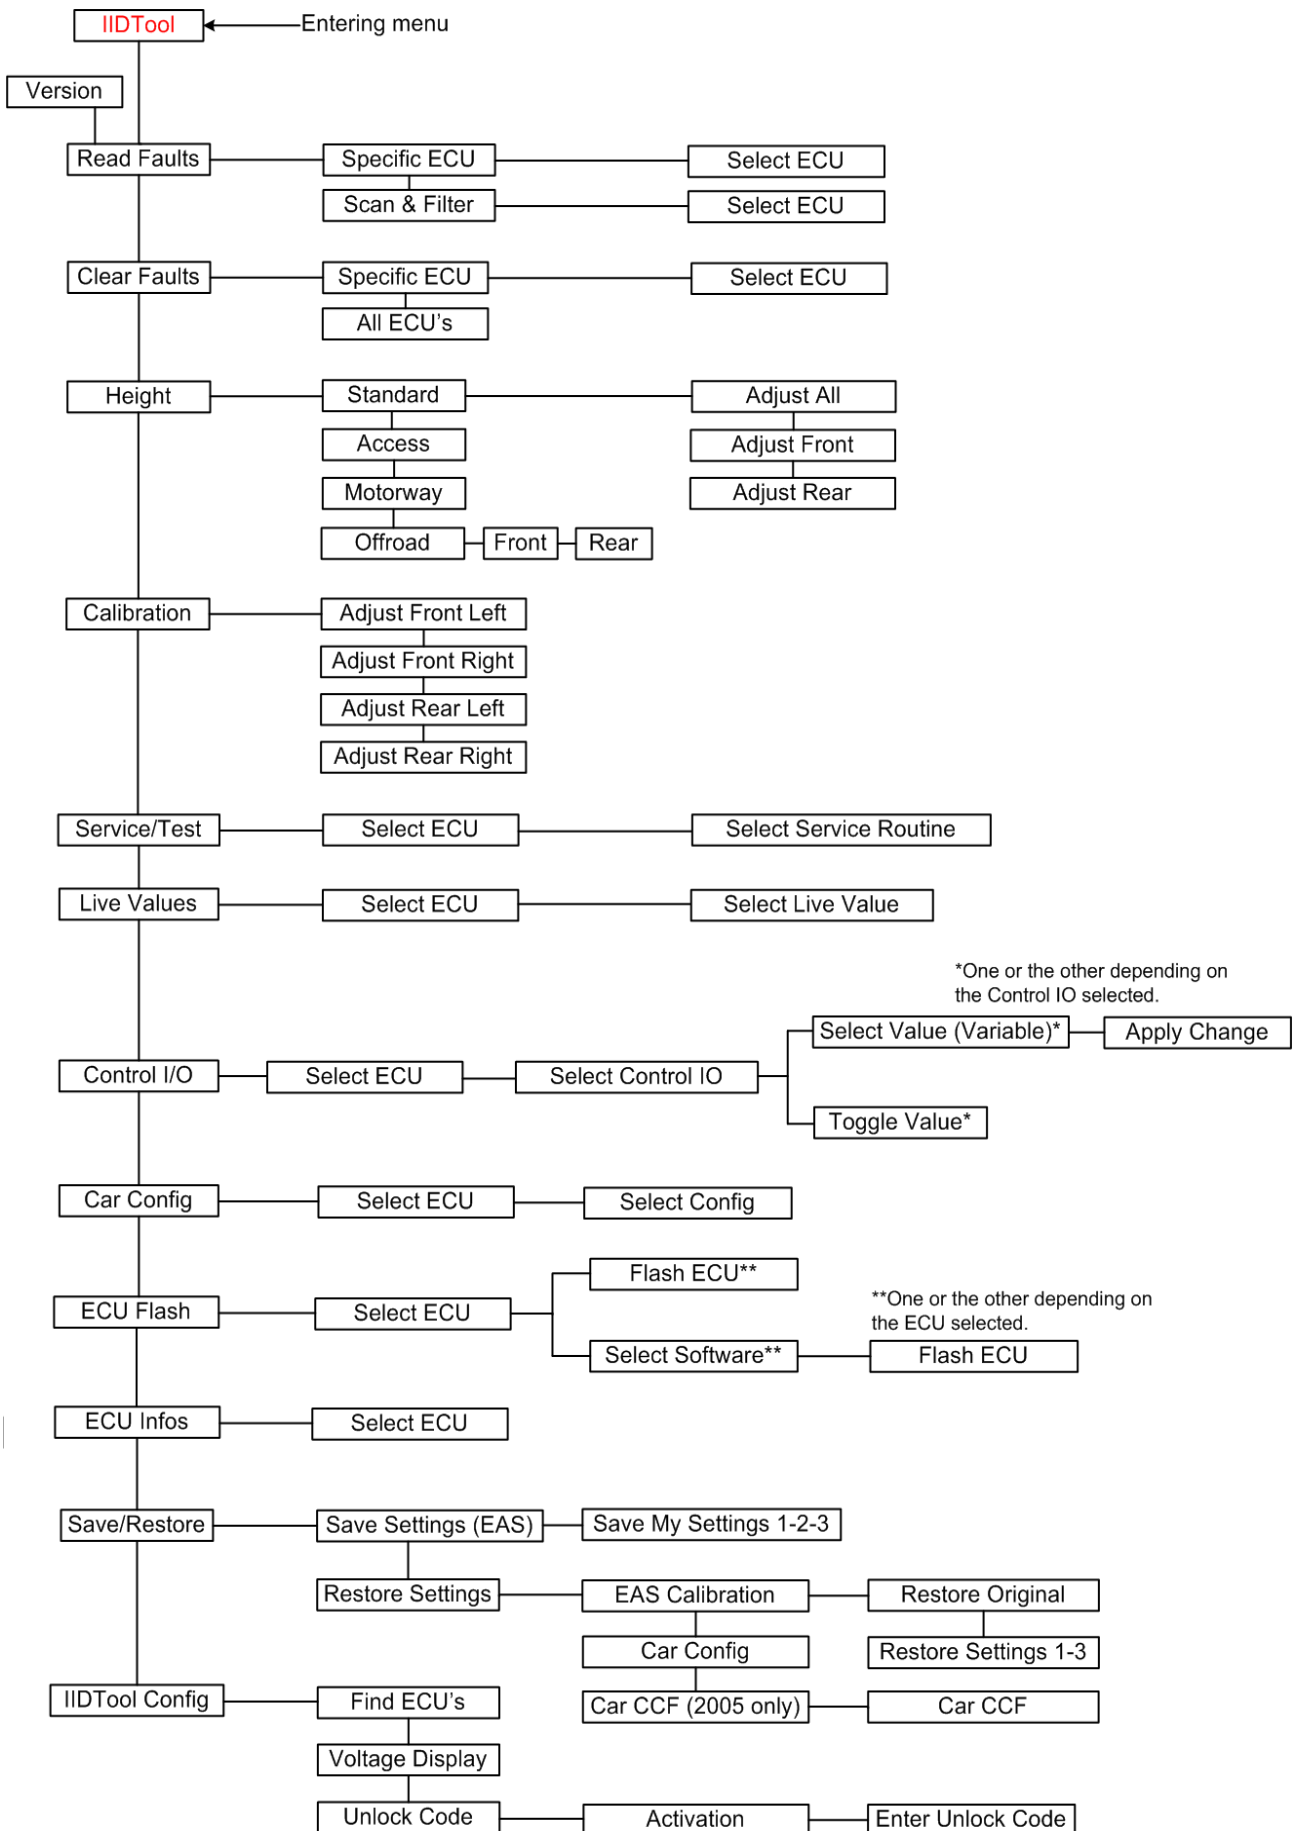 IIDTool
Entering menu
Version
Read Faults
Specific ECU
Select ECU
Scan & Filter
Select ECU
Clear Faults
Specific ECU
Select ECU
All ECU's
Height
Standard
Adjust All
Access
Adjust Front
Motorway
Adjust Rear
Offroad
Front
Rear
Calibration
Adjust Front Left
Adjust Front Right
Adjust Rear Left
Adjust Rear Right
Service/Test
Select ECU
Select Service Routine
Live Values
Select ECU
Select Live Value
*One or the other depending on
the Control IO selected.
Select Value (Variable)*
Apply Change
Control I/O
Select ECU
Select Control IO
Toggle Value*
Car Config
Select ECU
Select Config
Flash ECU**
ECU Flash
Select ECU
**One or the other depending on
the ECU selected.
Select Software**
Flash ECU
ECU Infos
Select ECU
Save/Restore
Save Settings (EAS)
Save My Settings 1-2-3
Restore Settings
EAS Calibration
Restore Original
Car Config
Restore Settings 1-3
IIDTool Config
Find ECU's
Car CCF (2005 only)
Car CCF
Voltage Display
Unlock Code
Activation
Enter Unlock Code